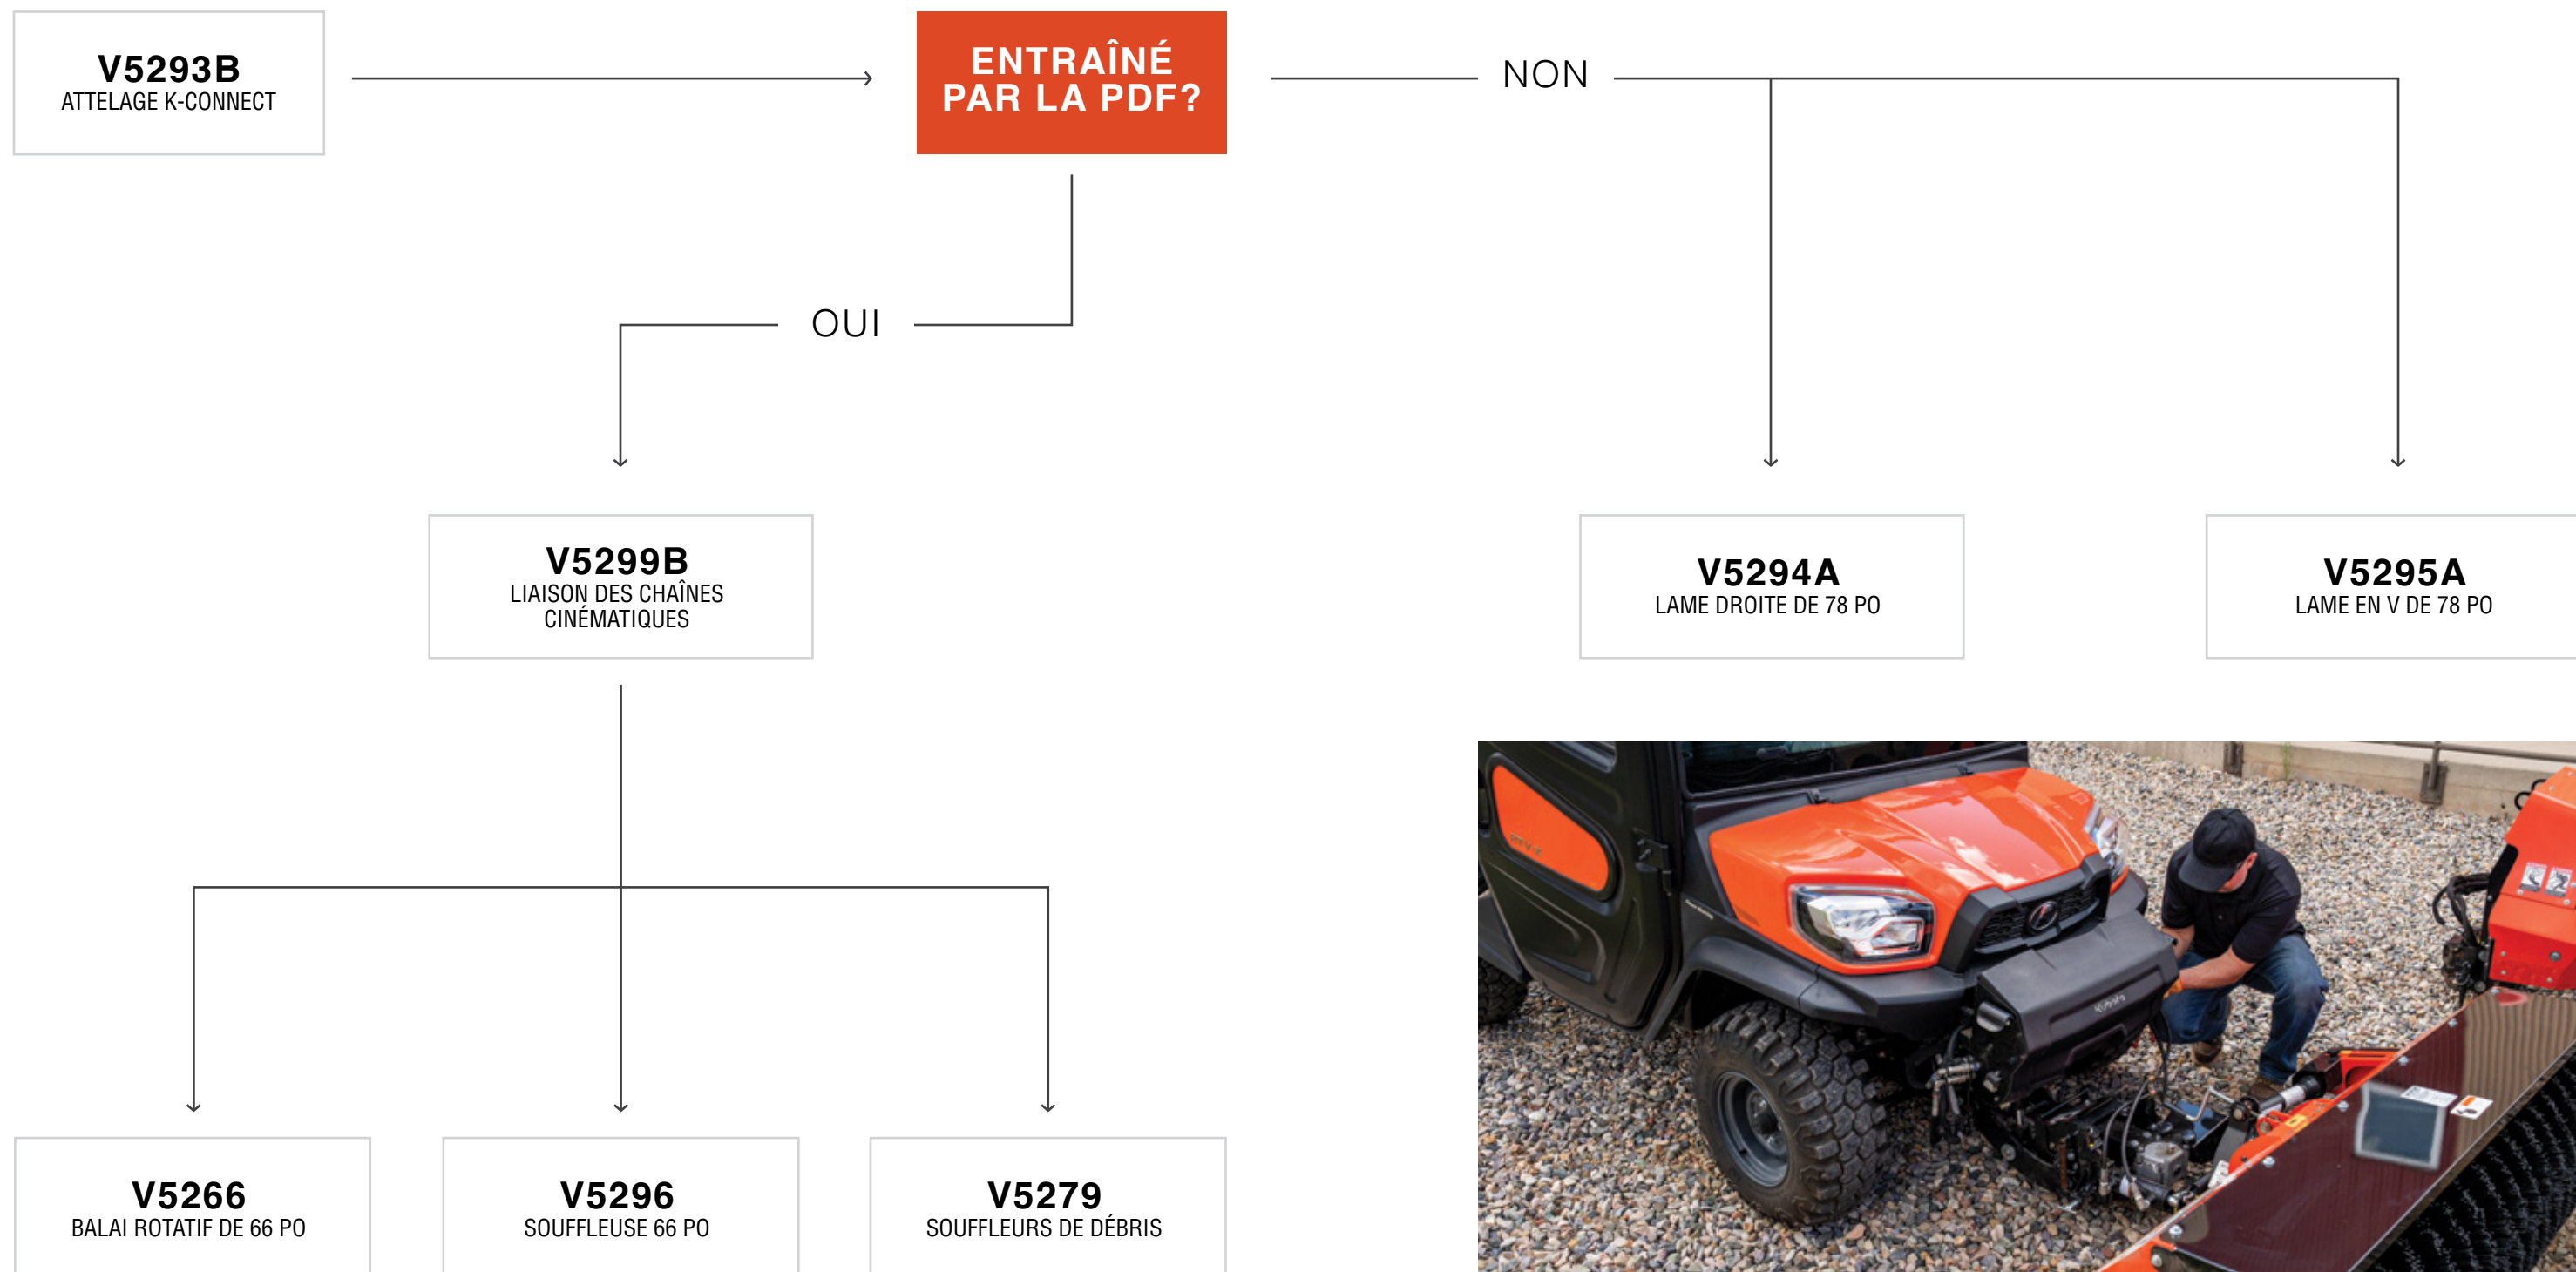 V5293B
ATTELAGE K-CONNECT
ENTRAÎNÉ
PAR LA PDF?
NON
OUI
V5299B
LIAISON DES CHAÎNES
CINÉMATIQUES
V5294A
LAME DROITE DE 78 PO
V5295A
LAME EN V DE 78 PO
Kubota
V5266
BALAI ROTATIF DE 66 PO
V5296
SOUFFLEUSE 66 PO
V5279
SOUFFLEURS DE DÉBRIS